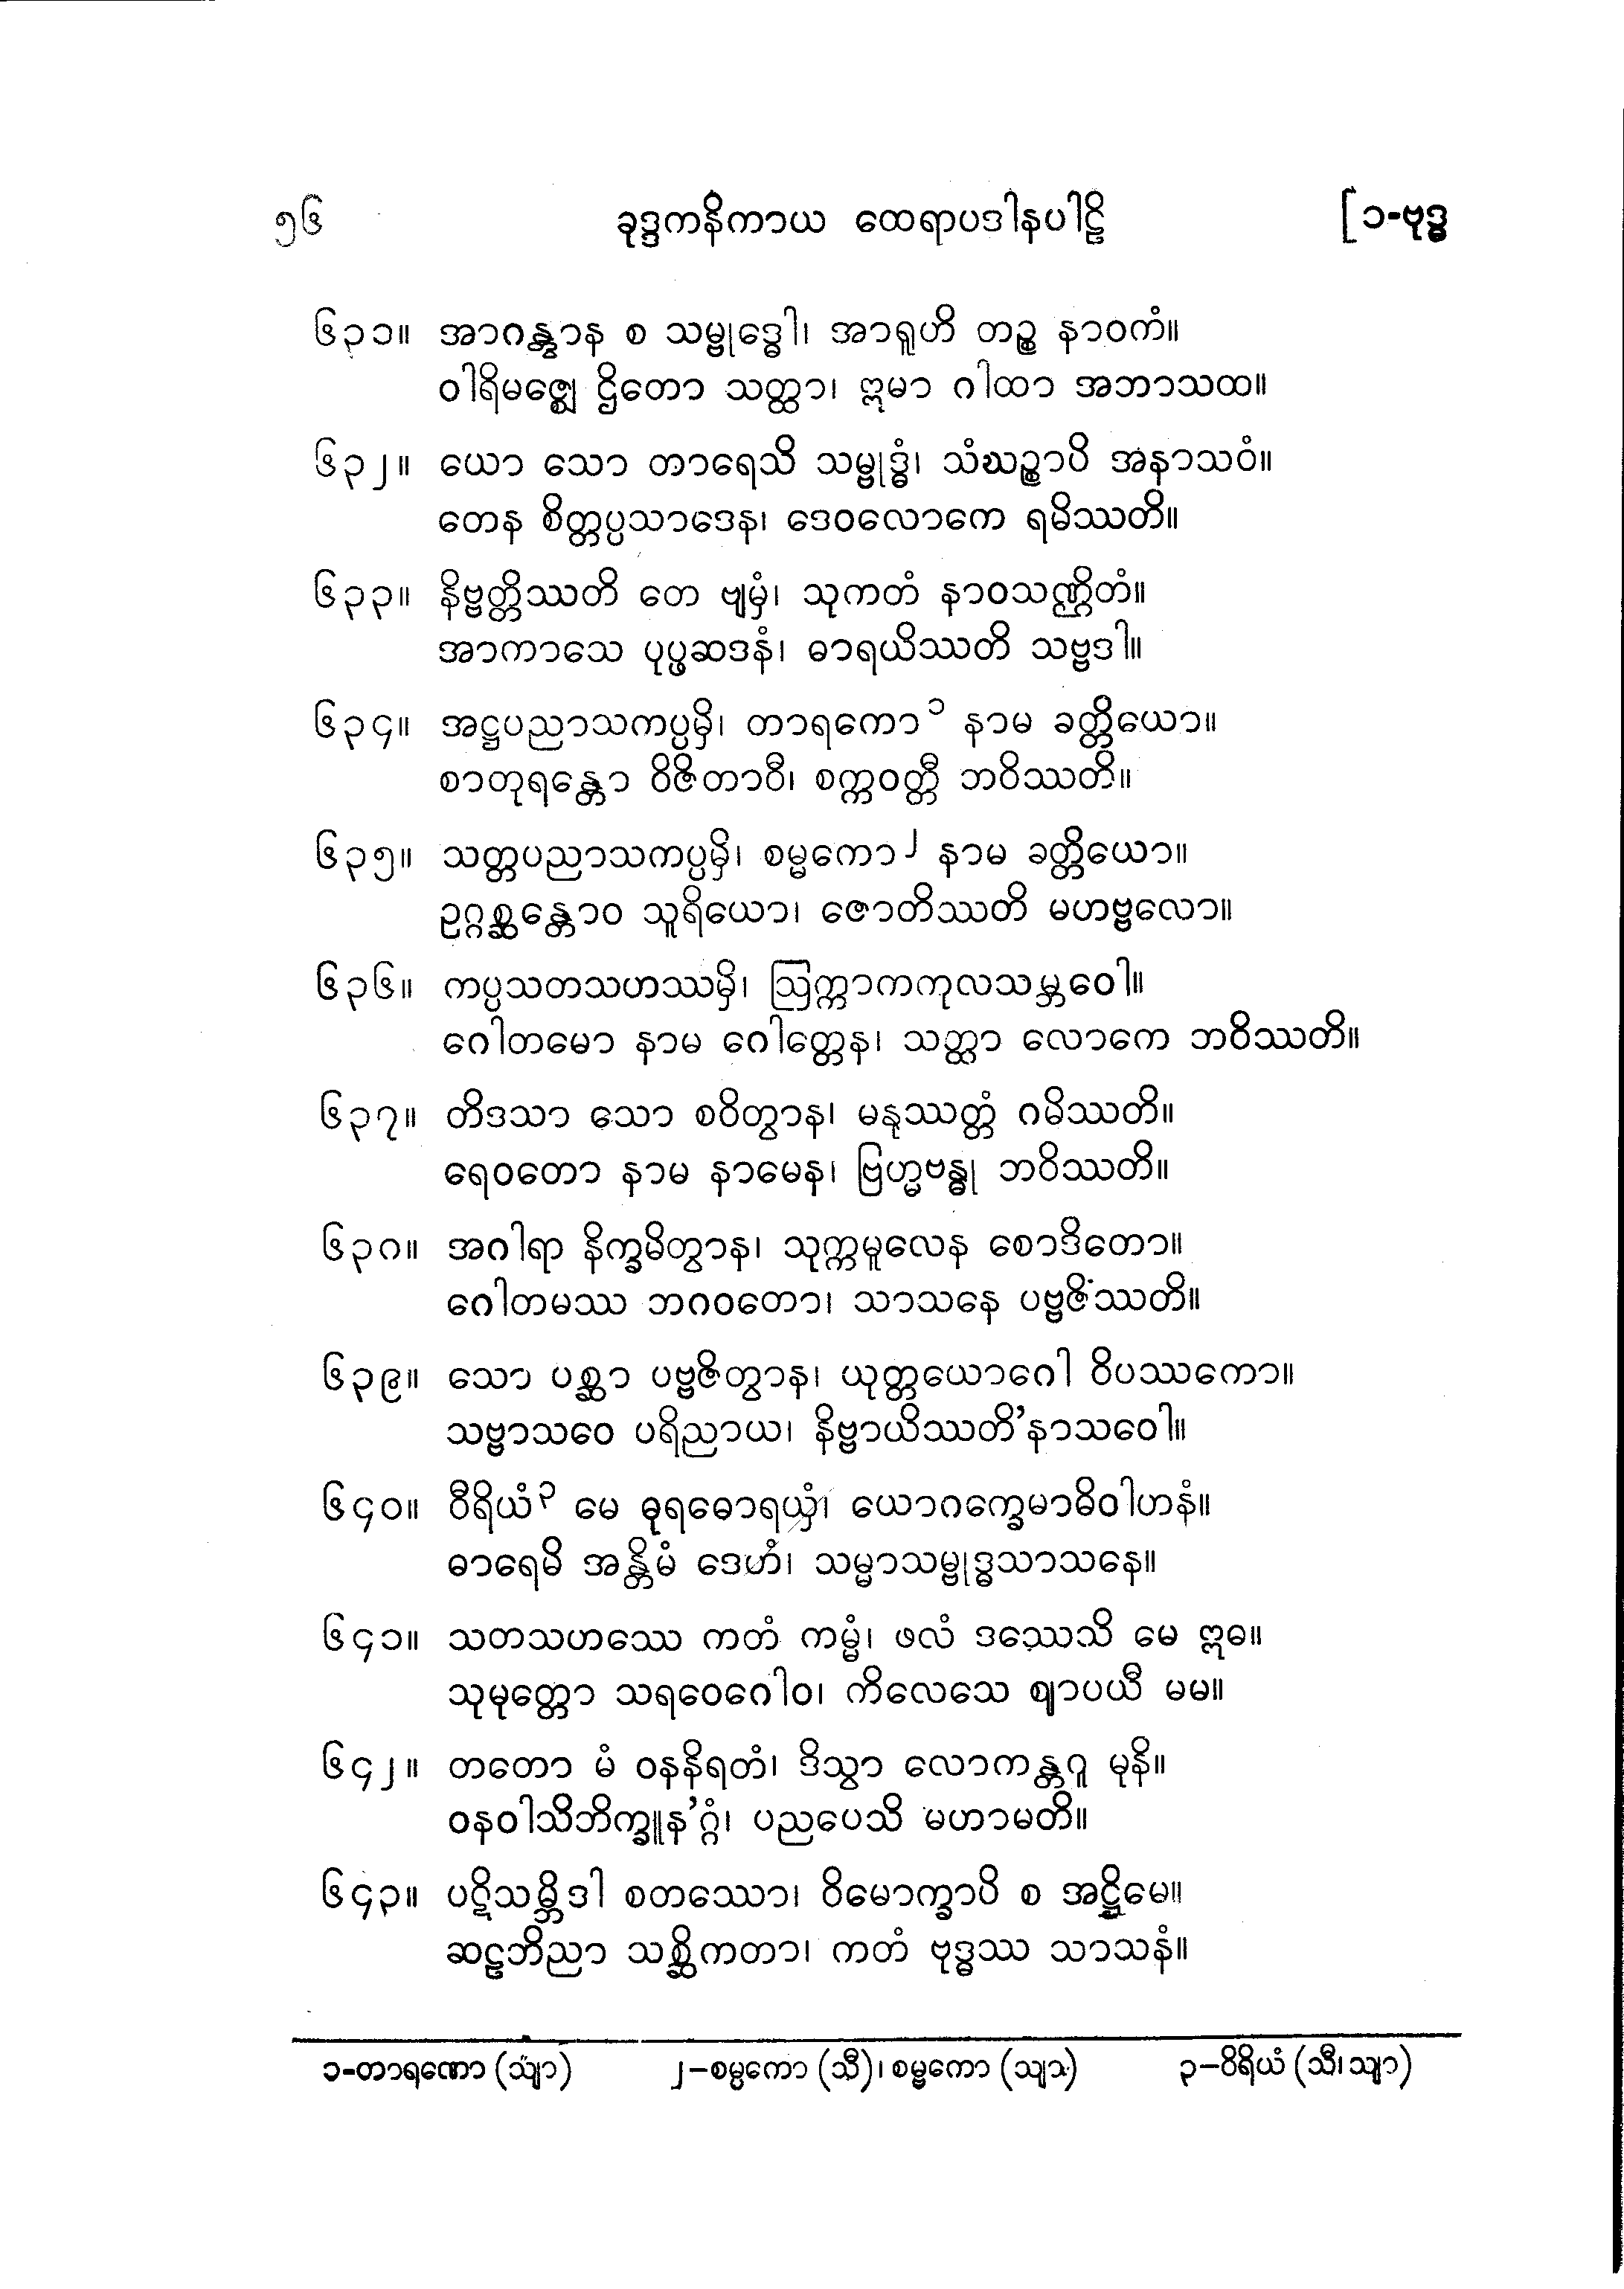 ၅၆ ခုဒ္ဒကနိကာယ ထေရာပဒါနပါဠိ [၁-ဗုဒ္ဓ
၆၃၁။ အာဂန္တွာန စ သမ္ဗုဒ္ဓေါ၊ အာရူဟိ တဉ္စ နာဝကံ။
ဝါရိမဇ္ဈေ ဌိတော သတ္ထာ၊ ဣမာ ဂါထာ အဘာသထ။
၆၃၂။ ယော သော တာရေသိ သမ္ဗုဒ္ဓံ၊ သံဃဉ္စာပိ အနာသဝံ။
တေန စိတ္တပ္ပသာဒေန၊ ဒေဝလောကေ ရမိဿတိ။
၆၃၃။ နိဗ္ဗတ္တိဿတိ တေ ဗျမှံ၊ သုကတံ နာဝသဏ္ဌိတံ။
အာကာသေ ပုပ္ဖဆဒနံ၊ ဓာရယိဿတိ သဗ္ဗဒါ။
၆၃၄။ အဋ္ဌပညာသကပ္ပမှိ၊ တာရကော၁ နာမ ခတ္တိယော။
စာတုရန္တော ဝိဇိတာဝီ၊ စက္ကဝတ္တီ ဘဝိဿတိ။
၆၃၅။ သတ္တပညာသကပ္ပမှိ၊ စမ္မကော၂ နာမ ခတ္တိယော။
ဥဂ္ဂစ္ဆန္တောဝ သူရိယော၊ ဇောတိဿတိ မဟဗ္ဗလော။
၆၃၆။ ကပ္ပသတသဟဿမှိ၊ ဩက္ကာကကုလသမ္ဘဝေါ။
ဂေါတမော နာမ ဂေါတ္တေန၊ သတ္ထာ လောကေ ဘဝိဿတိ။
၆၃၇။ တိဒသာ သော စဝိတွာန၊ မနုဿတ္တံ ဂမိဿတိ။
ရေဝတော နာမ နာမေန၊ ဗြဟ္မဗန္ဓု ဘဝိဿတိ။
၆၃၈။ အဂါရာ နိက္ခမိတွာန၊ သုက္ကမူလေန စောဒိတော။
ဂေါတမဿ ဘဂဝတော၊ သာသနေ ပဗ္ဗဇိဿတိ။
၆၃၉။ သော ပစ္ဆာ ပဗ္ဗဇိတွာန၊ ယုတ္တယောဂေါ ဝိပဿကော။
သဗ္ဗာသဝေ ပရိညာယ၊ နိဗ္ဗာယိဿတိ’နာသဝေါ။
၆၄၀။ ဝီရိယံ၃ မေ ဓုရဓောရယှံ၊ ယောဂက္ခေမာဓိဝါဟနံ။
ဓာရေမိ အန္တိမံ ဒေဟံ၊ သမ္မာသမ္ဗုဒ္ဓသာသနေ။
၆၄၁။ သတသဟဿေ ကတံ ကမ္မံ၊ ဖလံ ဒဿေသိ မေ ဣဓ။
သုမုတ္တော သရဝေဂေါဝ၊ ကိလေသေ ဈာပယီ မမ။
၆၄၂။ တတော မံ ဝနနိရတံ၊ ဒိသွာ လောကန္တဂူ မုနိ။
ဝနဝါသိဘိက္ခူန’ဂ္ဂံ၊ ပညပေသိ မဟာမတိ။
၆၄၃။ ပဋိသမ္ဘိဒါ စတဿော၊ ဝိမောက္ခာပိ စ အဋ္ဌိမေ။
ဆဠဘိညာ သစ္ဆိကတာ၊ ကတံ ဗုဒ္ဓဿ သာသနံ။
၁-တာရဏော (သျာ) ၂-စမ္ပကော (သီ)၊ စမ္ဗကော (သျာ) ၃-ဝိရိယံ (သီ၊ သျာ)